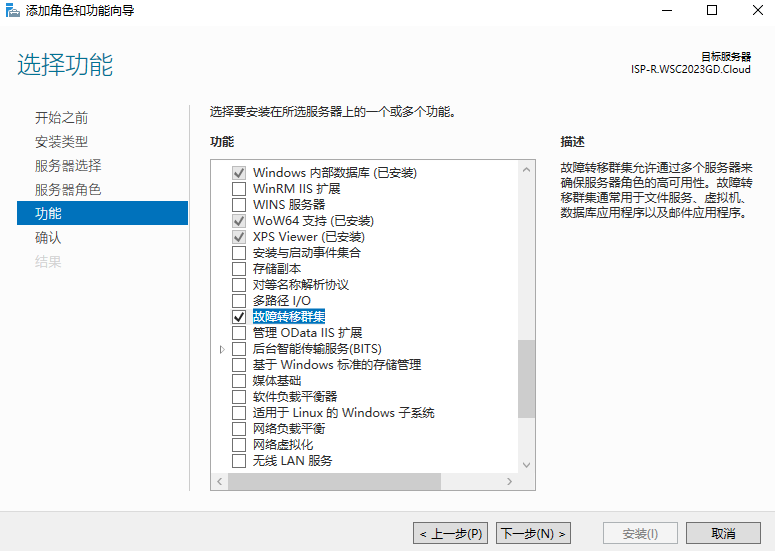 添加角色和功能向导
选择功能
目标服务器
ISP-R.WSC2023GD.Cloud
开始之前
安装类型
服务器选择
服务器角色
功能
确认
结果
选择要安装在所选服务器上的一个或多个功能。
功能
Windows 内部数据库 (已安装)
WinRM IIS 扩展
WINS 服务器
WoW64 支持 (已安装)
XPS Viewer (已安装)
安装与启动事件集合
存储副本
对等名称解析协议
多路径 I/O
故障转移群集
管理 OData IIS 扩展
后台智能传输服务(BITS)
基于 Windows 标准的存储管理
媒体基础
软件负载平衡器
适用于 Linux 的 Windows 子系统
网络负载平衡
网络虚拟化
无线 LAN 服务
描述
故障转移群集允许通过多个服务器来
确保服务器角色的高可用性。故障转
移群集通常用于文件服务、虚拟机、
数据库应用程序以及邮件应用程序。
< 上一步(P)
下一步(N) >
安装(I)
取消